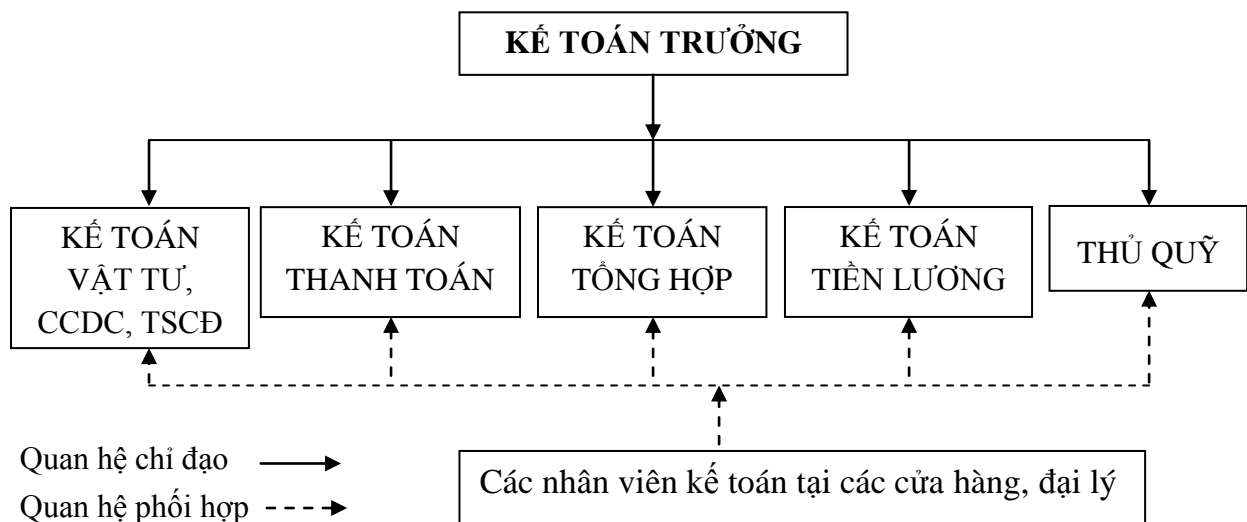 KẾ TOÁN TRƯỞNG
KẾ TOÁN
VẬT TƯ,
CCDC, TSCĐ
KẾ TOÁN
THANH TOÁN
KẾ TOÁN
TỔNG HỢP
KẾ TOÁN
TIỀN LƯƠNG
THỦ QUỸ
Quan hệ chỉ đạo
Quan hệ phối hợp
Các nhân viên kế toán tại các cửa hàng, đại lý